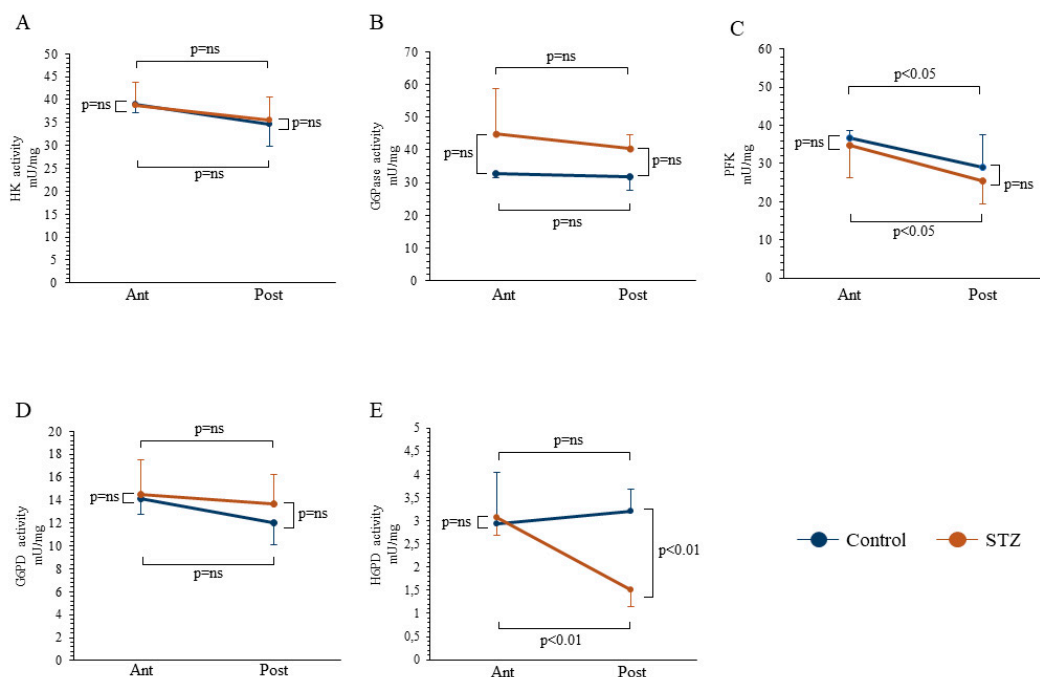 A
HK activity
mU/mg
50
45
40
35
30
25
20
15
10
5
0
p=ns
p=ns
p=ns
p=ns
Ant Post
B
G6Pase activity
mU/mg
70
60
50
40
30
20
10
0
p=ns
p=ns
p=ns
p=ns
Ant Post
C
PFK
mU/mg
60
50
40
30
20
10
0
p<0.05
p=ns
p=ns
p<0.05
Ant Post
D
G6PD activity
mU/mg
20
18
16
14
12
10
8
6
4
2
0
p=ns
p=ns
p=ns
p=ns
Ant Post
E
H6PD activity
mU/mg
5
4,5
4
3,5
3
2,5
2
1,5
1
0,5
0
p=ns
p=ns
p<0.01
p<0.01
Ant Post
Control STZ